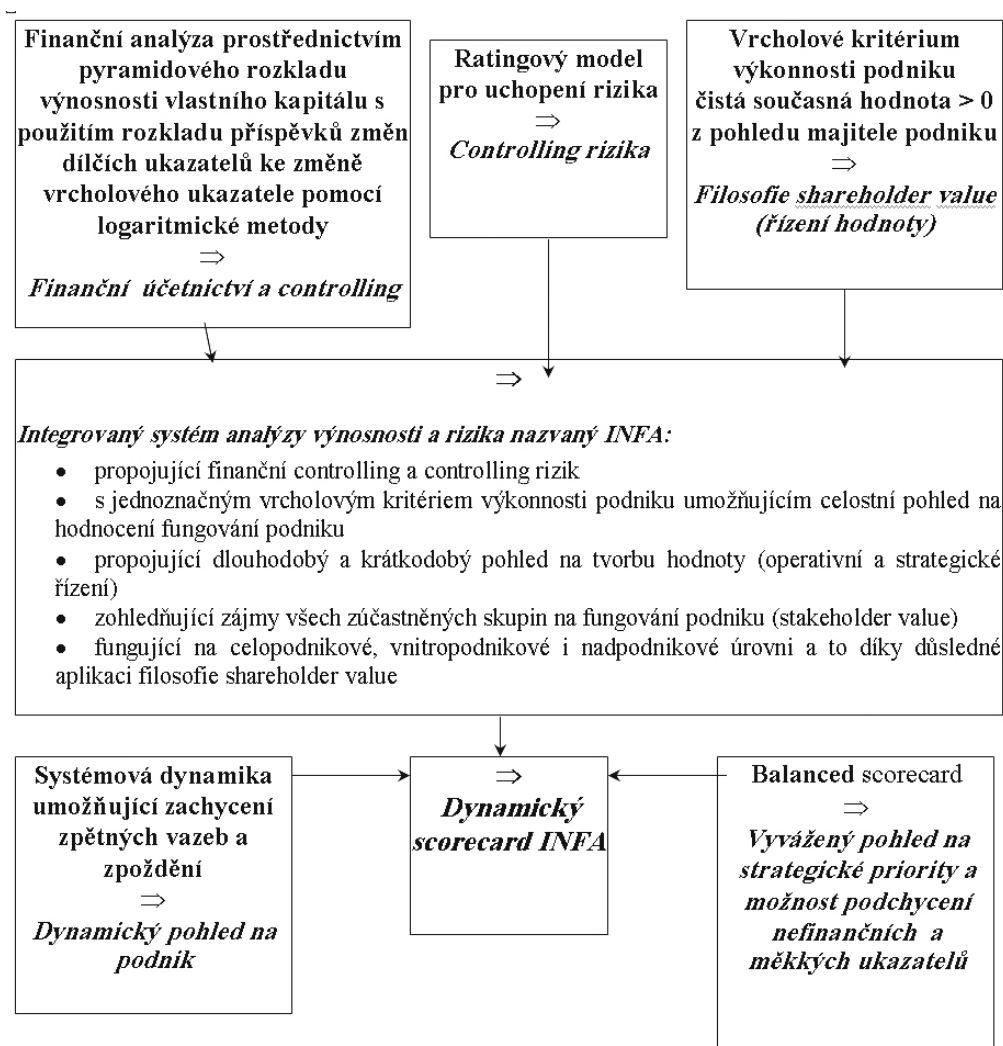 Finanční analýza prostřednictvím
pyramidového rozkladu
výnosnosti vlastního kapitálu s
použitím rozkladu příspěvků změn
dílčích ukazatelů ke změně
vrcholového ukazatele pomocí
logaritmické metody
⇒
Finanční účetnictví a controlling
Ratingový model
pro uchopení rizika
⇒
Controlling rizika
Vrcholové kritérium
výkonnosti podniku
čistá současná hodnota > 0
z pohledu majitele podniku
⇒
Filosofie shareholder value
(řízení hodnoty)
⇒
Integrovaný systém analýzy výnosnosti a rizika nazvaný INFA:
• propojující finanční controlling a controlling rizik
• s jednoznačným vrcholovým kritériem výkonnosti podniku umožňujícím celostní pohled na
hodnocení fungování podniku
• propojující dlouhodobý a krátkodobý pohled na tvorbu hodnoty (operativní a strategické
řízení)
• zohledňující zájmy všech zúčastněných skupin na fungování podniku (stakeholder value)
• fungující na celopodnikové, vnitropodnikové i nadpodnikové úrovni a to díky důsledné
aplikaci filosofie shareholder value
Systémová dynamika
umožňující zachycení
zpětných vazeb a
zpoždění
⇒
Dynamický pohled na
podnik
⇒
Dynamický
scorecard INFA
Balanced scorecard
⇒
Vyvážený pohled na
strategické priority a
možnost podchycení
nefinančních a
měkkých ukazatelů